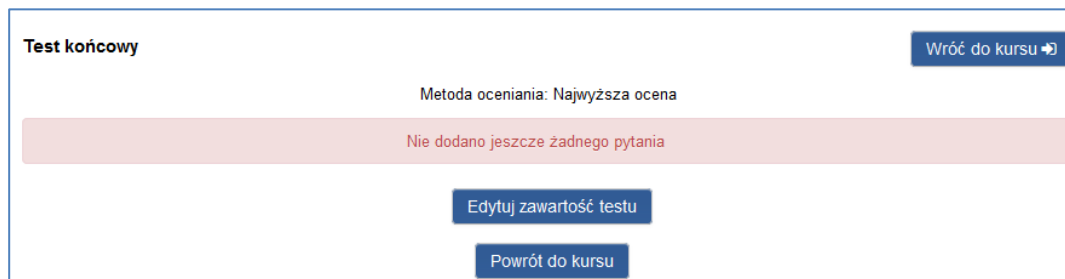 Test końcowy
Wróć do kursu
Metoda oceniania: Najwyższa ocena
Nie dodano jeszcze żadnego pytania
Edytuj zawartość testu
Powrót do kursu